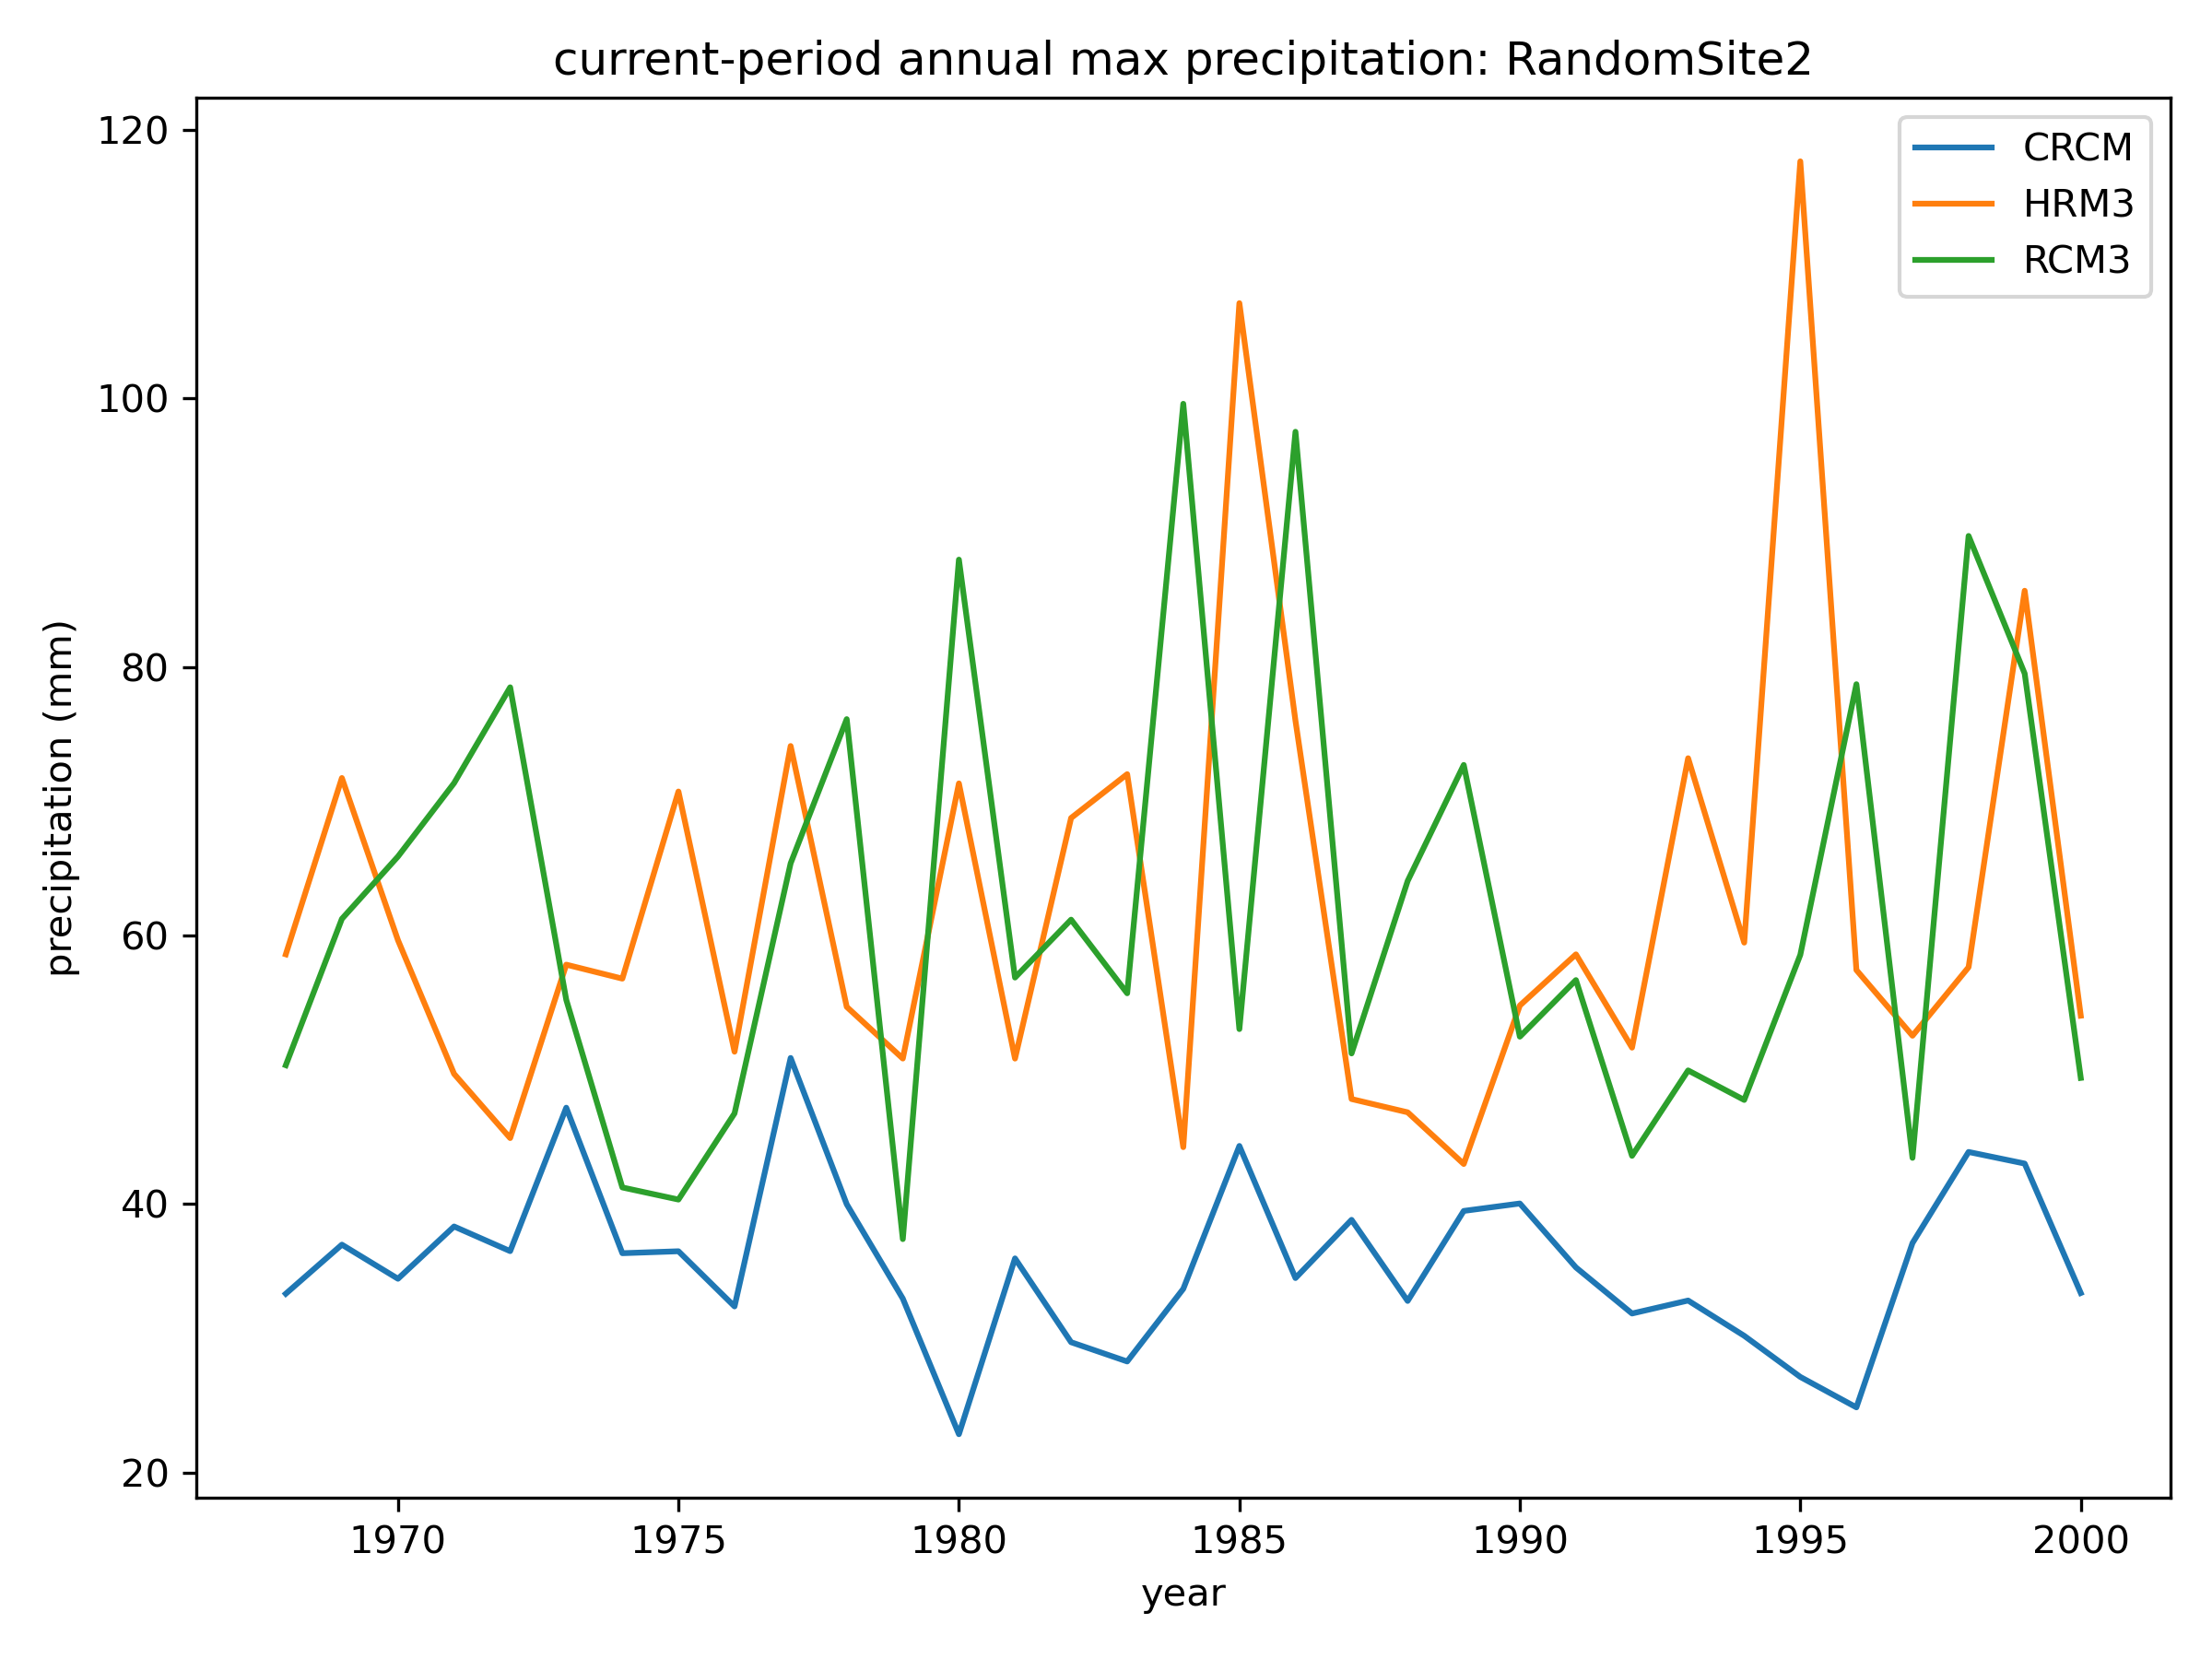 current-period annual max precipitation: RandomSite2
CRCM
HRM3
RCM3
120
100
80
60
40
20
precipitation (mm)
1970 1975 1980 1985 1990 1995 2000
year